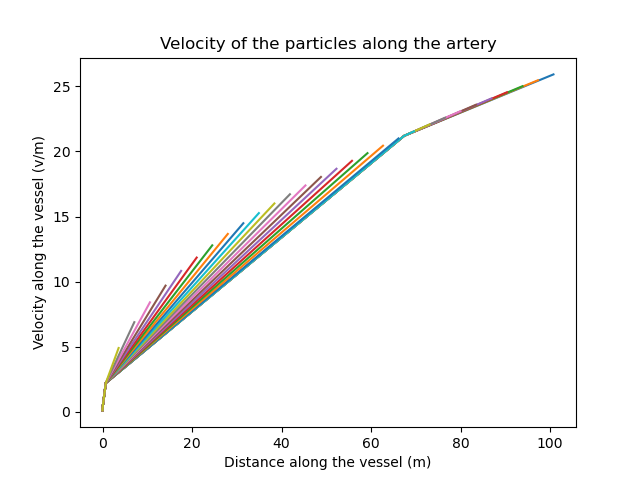 Velocity of the particles along the artery
Velocity along the vessel (v/m)
25
20
15
10
5
0
0 20 40 60 80 100
Distance along the vessel (m)